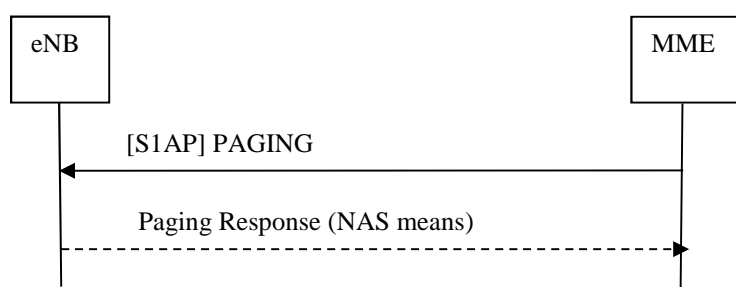 eNB
MME
[S1AP] PAGING
Paging Response (NAS means)